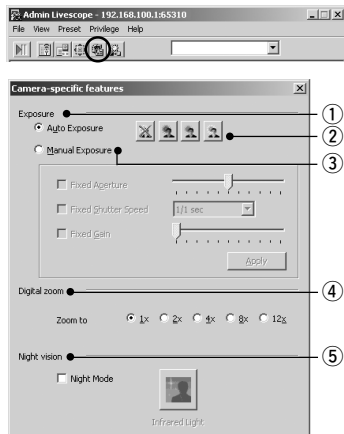 Admin Livescope - 192.168.100.1:65310
File View Preset Privilege Help
Camera-specific features
Exposure
①
Auto Exposure
②
Manual Exposure
③
Fixed Aperture
Fixed Shutter Speed
1/1 sec
Fixed Gain
Apply
Digital zoom
④
Zoom to
1x
2x
4x
8x
12x
Night vision
⑤
Night Mode
Infrared Light